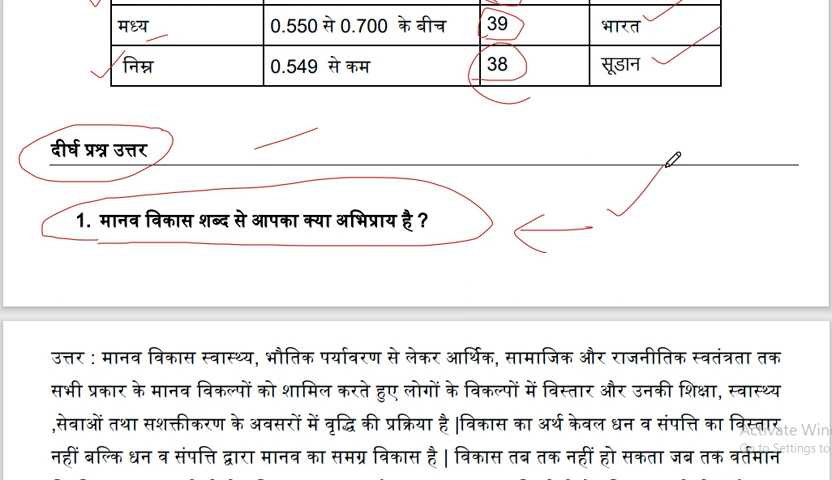 मध्य 0.550 से 0.700 के बीच 39 भारत
निम्न 0.549 से कम 38 सूडान
दीर्घ प्रश्न उत्तर
1. मानव विकास शब्द से आपका क्या अभिप्राय है ?
उत्तर : मानव विकास स्वास्थ्य, भौतिक पर्यावरण से लेकर आर्थिक, सामाजिक और राजनीतिक स्वतंत्रता तक
सभी प्रकार के मानव विकल्पों को शामिल करते हुए लोगों के विकल्पों में विस्तार और उनकी शिक्षा, स्वास्थ्य
,सेवाओं तथा सशक्तीकरण के अवसरों में वृद्धि की प्रक्रिया है |विकास का अर्थ केवल धन व संपत्ति का विस्तार
Activate Win
नहीं बल्कि धन व संपत्ति द्वारा मानव का समग्र विकास है | विकास तब तक नहीं हो सकता जब तक वर्तमान
Go to Settings to